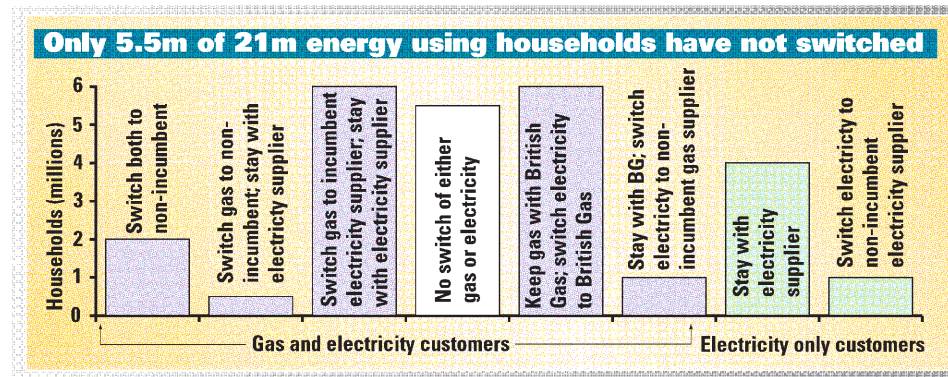 Only 5.5m of 21m energy using households have not switched
Households (millions)
6
5
4
3
2
1
0
Switch both to
non-incumbent
Switch gas to non-
incumbent; stay with
electricty supplier
Switch gas to incumbent
electricity supplier; stay
with electricity supplier
No switch of either
gas or electricity
Keep gas with British
Gas; switch electricity
to British Gas
Stay with BG; switch
electricty to non-
incumbent gas supplier
Stay with
electricity
supplier
Switch electricty to
non-incumbent
electricity supplier
Gas and electricity customers
Electricity only customers